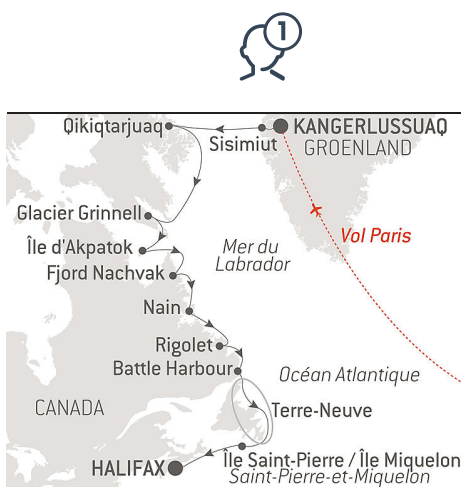 1
Qikiqtarjuaq
KANGERLUSSUAQ
Sisimiut
GROENLAND
Glacier Grinnell
Vol Paris
Île d'Akpatok
Mer du
Labrador
Fjord Nachvak
Nain
Rigolet
Battle Harbour
Océan Atlantique
CANADA
Terre-Neuve
Île Saint-Pierre / Île Miquelon
HALIFAX
Saint-Pierre-et-Miquelon